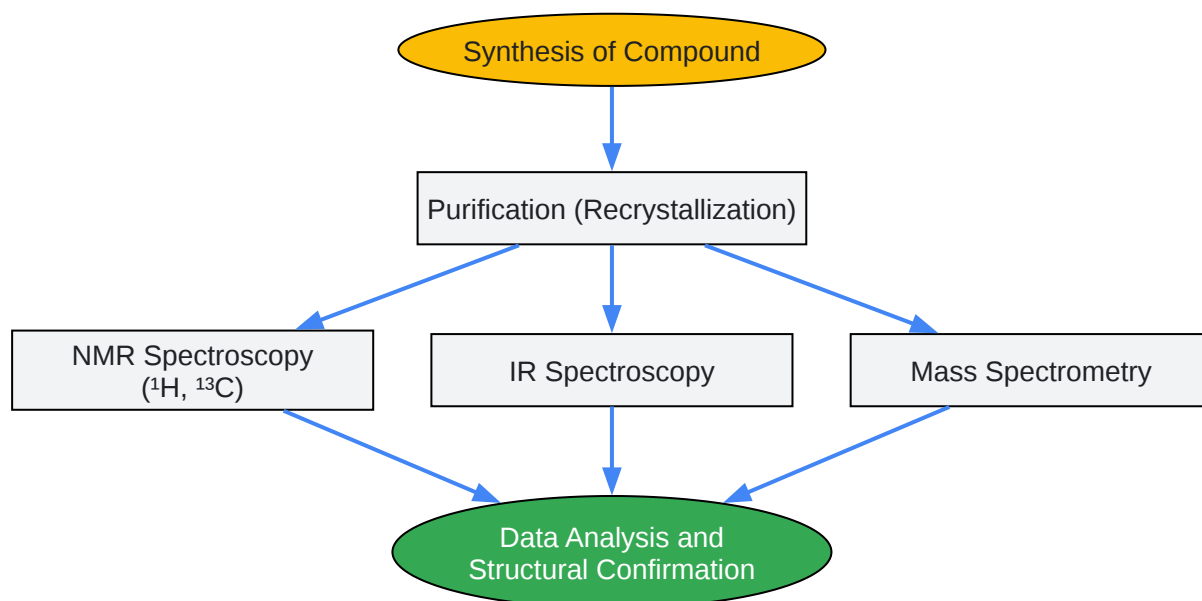 Synthesis of Compound
Purification (Recrystallization)
NMR Spectroscopy
(¹H, ¹³C)
IR Spectroscopy
Mass Spectrometry
Data Analysis and
Structural Confirmation